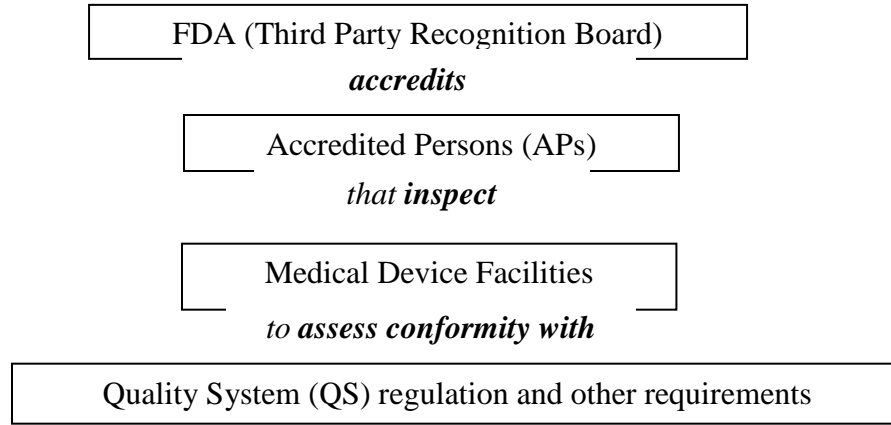 FDA (Third Party Recognition Board)
accredits
Accredited Persons (APs)
that inspect
Medical Device Facilities
to assess conformity with
Quality System (QS) regulation and other requirements